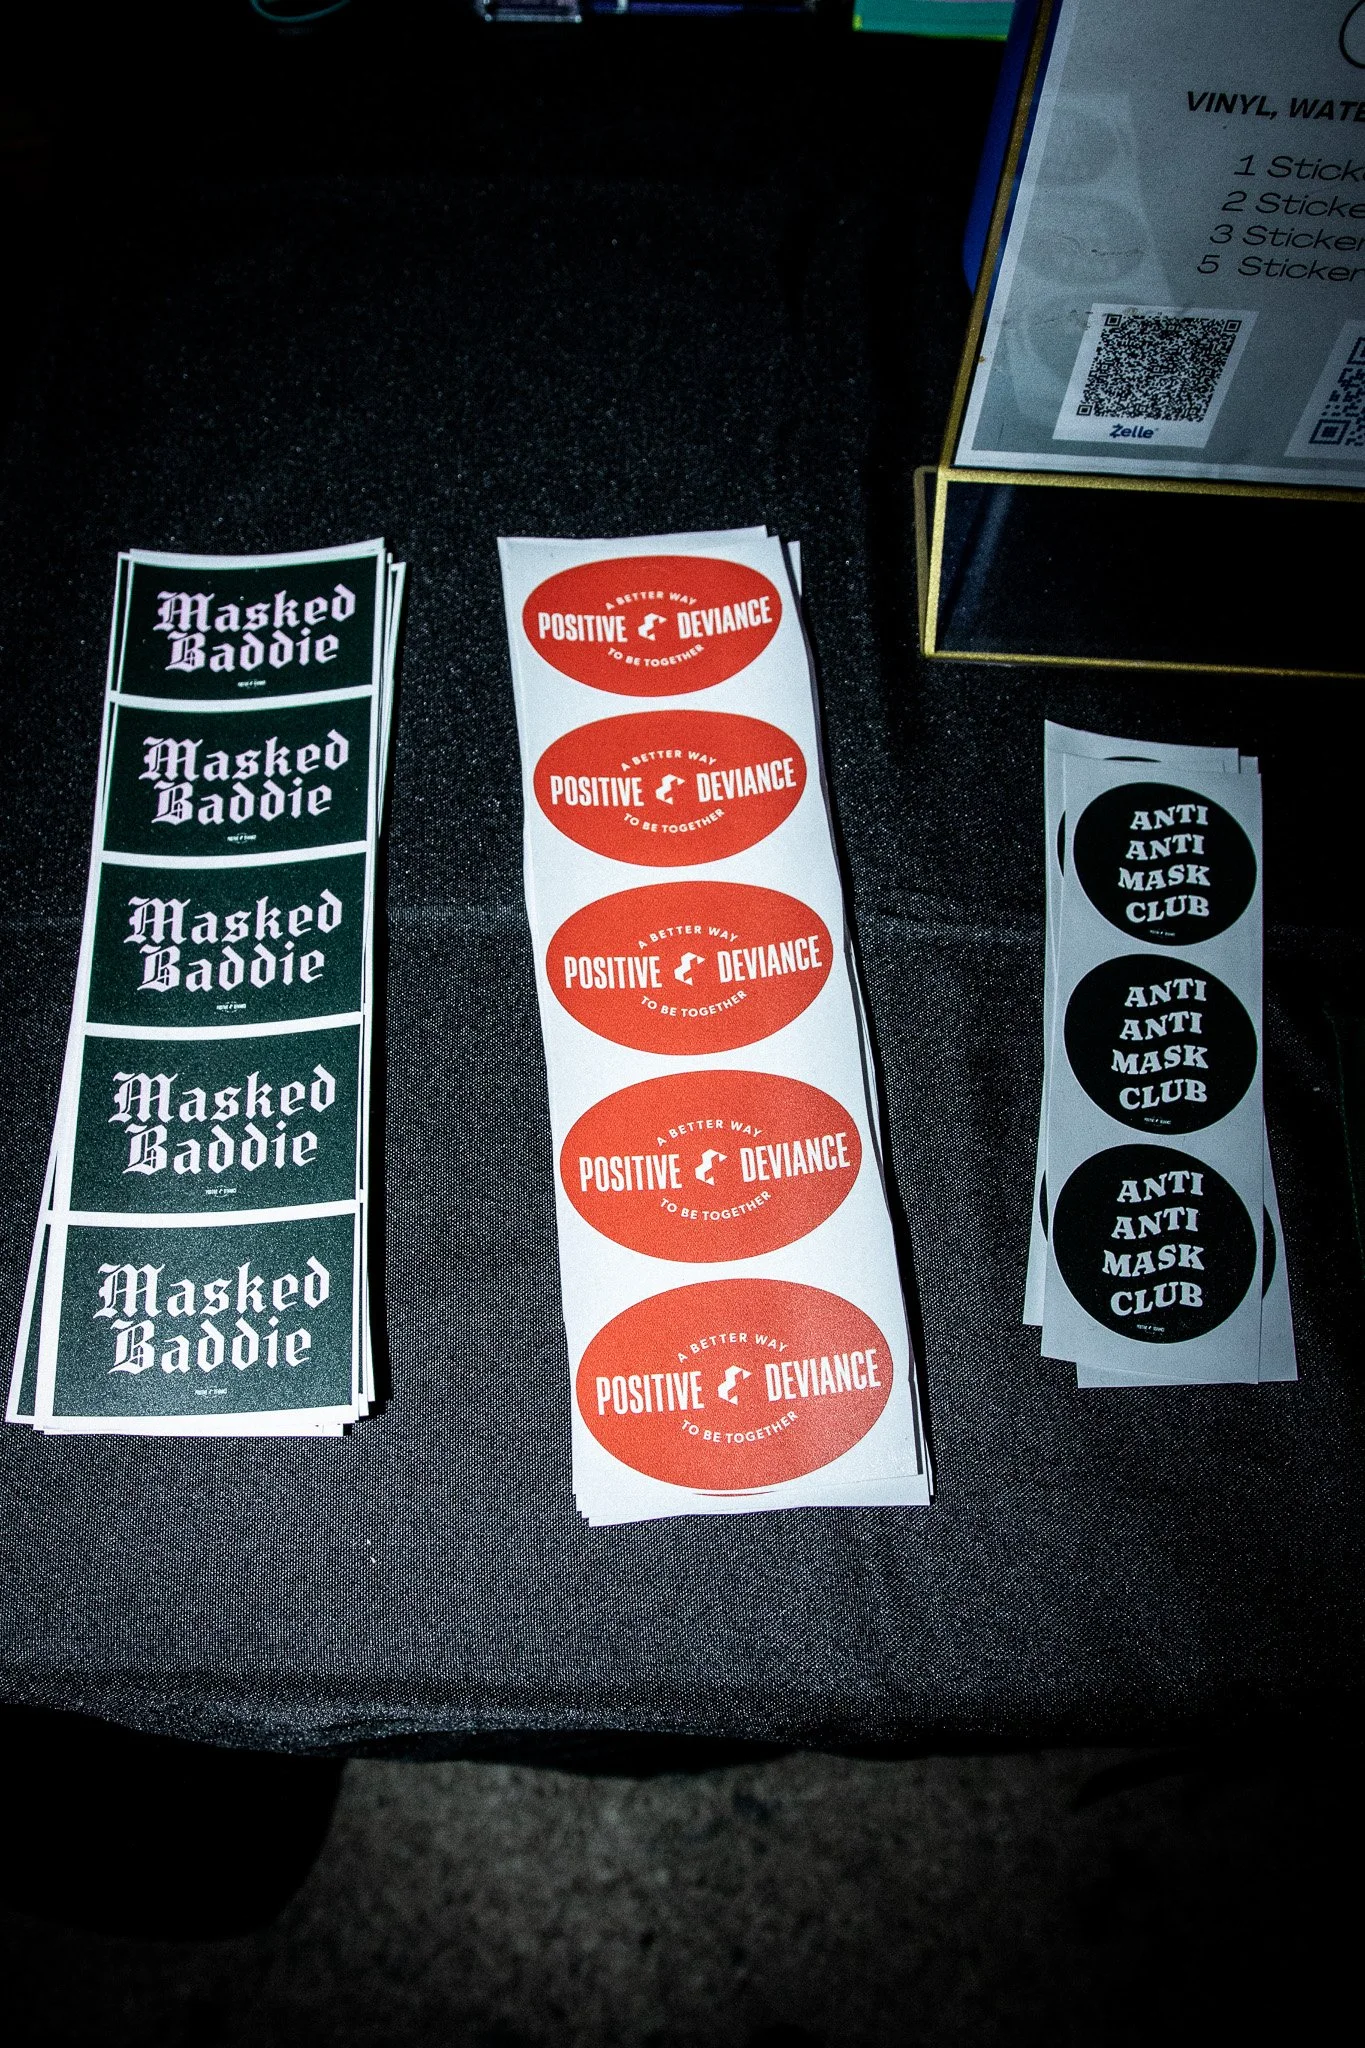 VINYL, WATE
1 Sticke
2 Sticke
3 Sticker
5 Sticker
Zelle
Masked
Baddie
Masked
Baddie
Masked
Baddie
Masked
Baddie
Masked
Baddie
A BETTER WAY
POSITIVE DEVIANCE
TO BE TOGETHER
A BETTER WAY
POSITIVE DEVIANCE
TO BE TOGETHER
A BETTER WAY
POSITIVE DEVIANCE
TO BE TOGETHER
A BETTER WAY
POSITIVE DEVIANCE
TO BE TOGETHER
A BETTER WAY
POSITIVE DEVIANCE
TO BE TOGETHER
ANTI
ANTI
MASK
CLUB
ANTI
ANTI
MASK
CLUB
ANTI
ANTI
MASK
CLUB